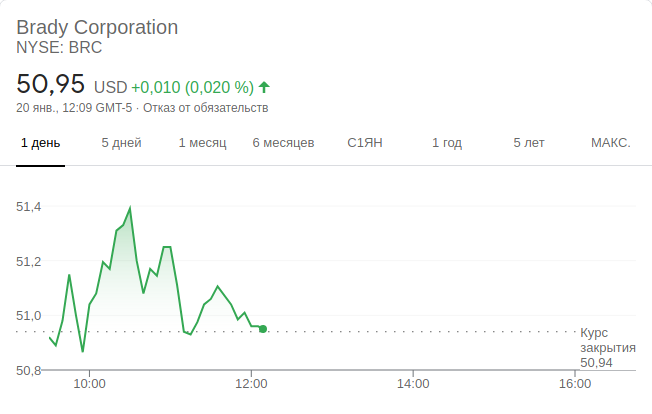 Brady Corporation
NYSE: BRC
50,95 USD +0,010 (0,020 %)
20 янв., 12:09 GMT-5 · Отказ от обязательств
1 день 5 дней 1 месяц 6 месяцев С1ЯН 1 год 5 лет МАКС.
51,4
51,2
51,0
Курс
закрытия
50,94
50,8
10:00 12:00 14:00 16:00